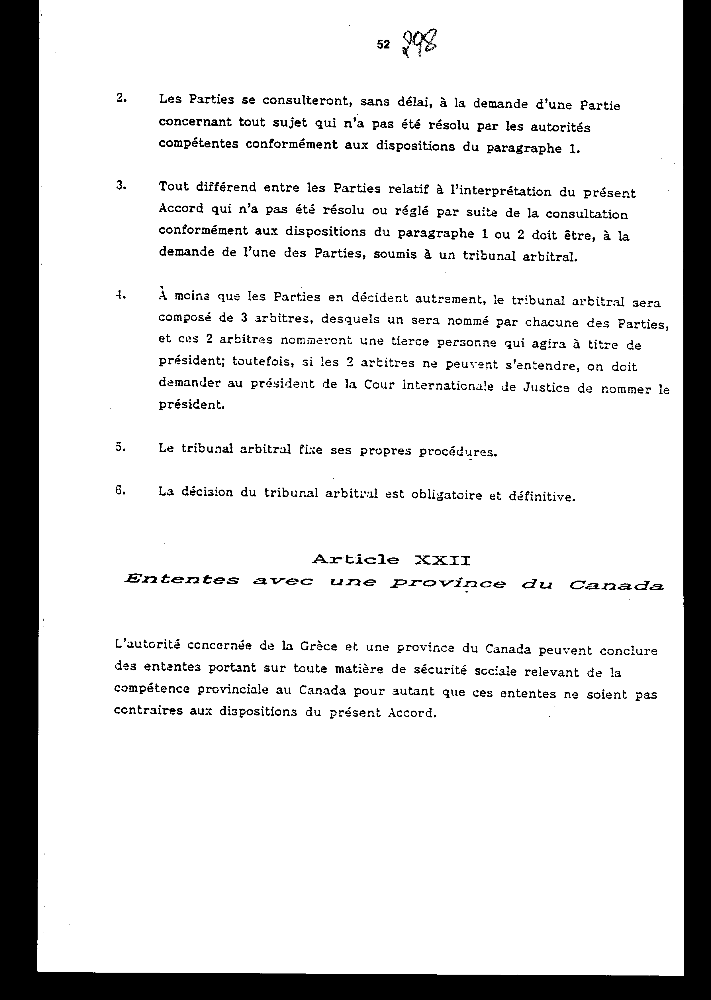 52 298
2. Les Parties se consulteront, sans délai, à la demande d'une Partie
concernant tout sujet qui n'a pas été résolu par les autorités
compétentes conformément aux dispositions du paragraphe 1.
3. Tout différend entre les Parties relatif à l'interprétation du présent
Accord qui n'a pas été résolu ou réglé par suite de la consultation
conformément aux dispositions du paragraphe 1 ou 2 doit être, à la
demande de l'une des Parties, soumis à un tribunal arbitral.
4. À moins que les Parties en décident autrement, le tribunal arbitral sera
composé de 3 arbitres, desquels un sera nommé par chacune des Parties,
et ces 2 arbitres nommeront une tierce personne qui agira à titre de
président; toutefois, si les 2 arbitres ne peuvent s'entendre, on doit
demander au président de la Cour internationale de Justice de nommer le
président.
5. Le tribunal arbitral fixe ses propres procédures.
6. La décision du tribunal arbitral est obligatoire et définitive.
Article XXII
Ententes avec une province du Canada
L'autorité concernée de la Grèce et une province du Canada peuvent conclure
des ententes portant sur toute matière de sécurité sociale relevant de la
compétence provinciale au Canada pour autant que ces ententes ne soient pas
contraires aux dispositions du présent Accord.